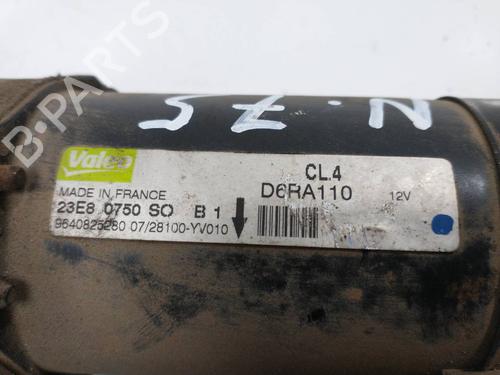 SZ.N
B-PARTS
Valeo
CL.4
MADE IN FRANCE
D6RA110
12V
23E8 0750 SO B 1
9640825280 07/28100-YV010